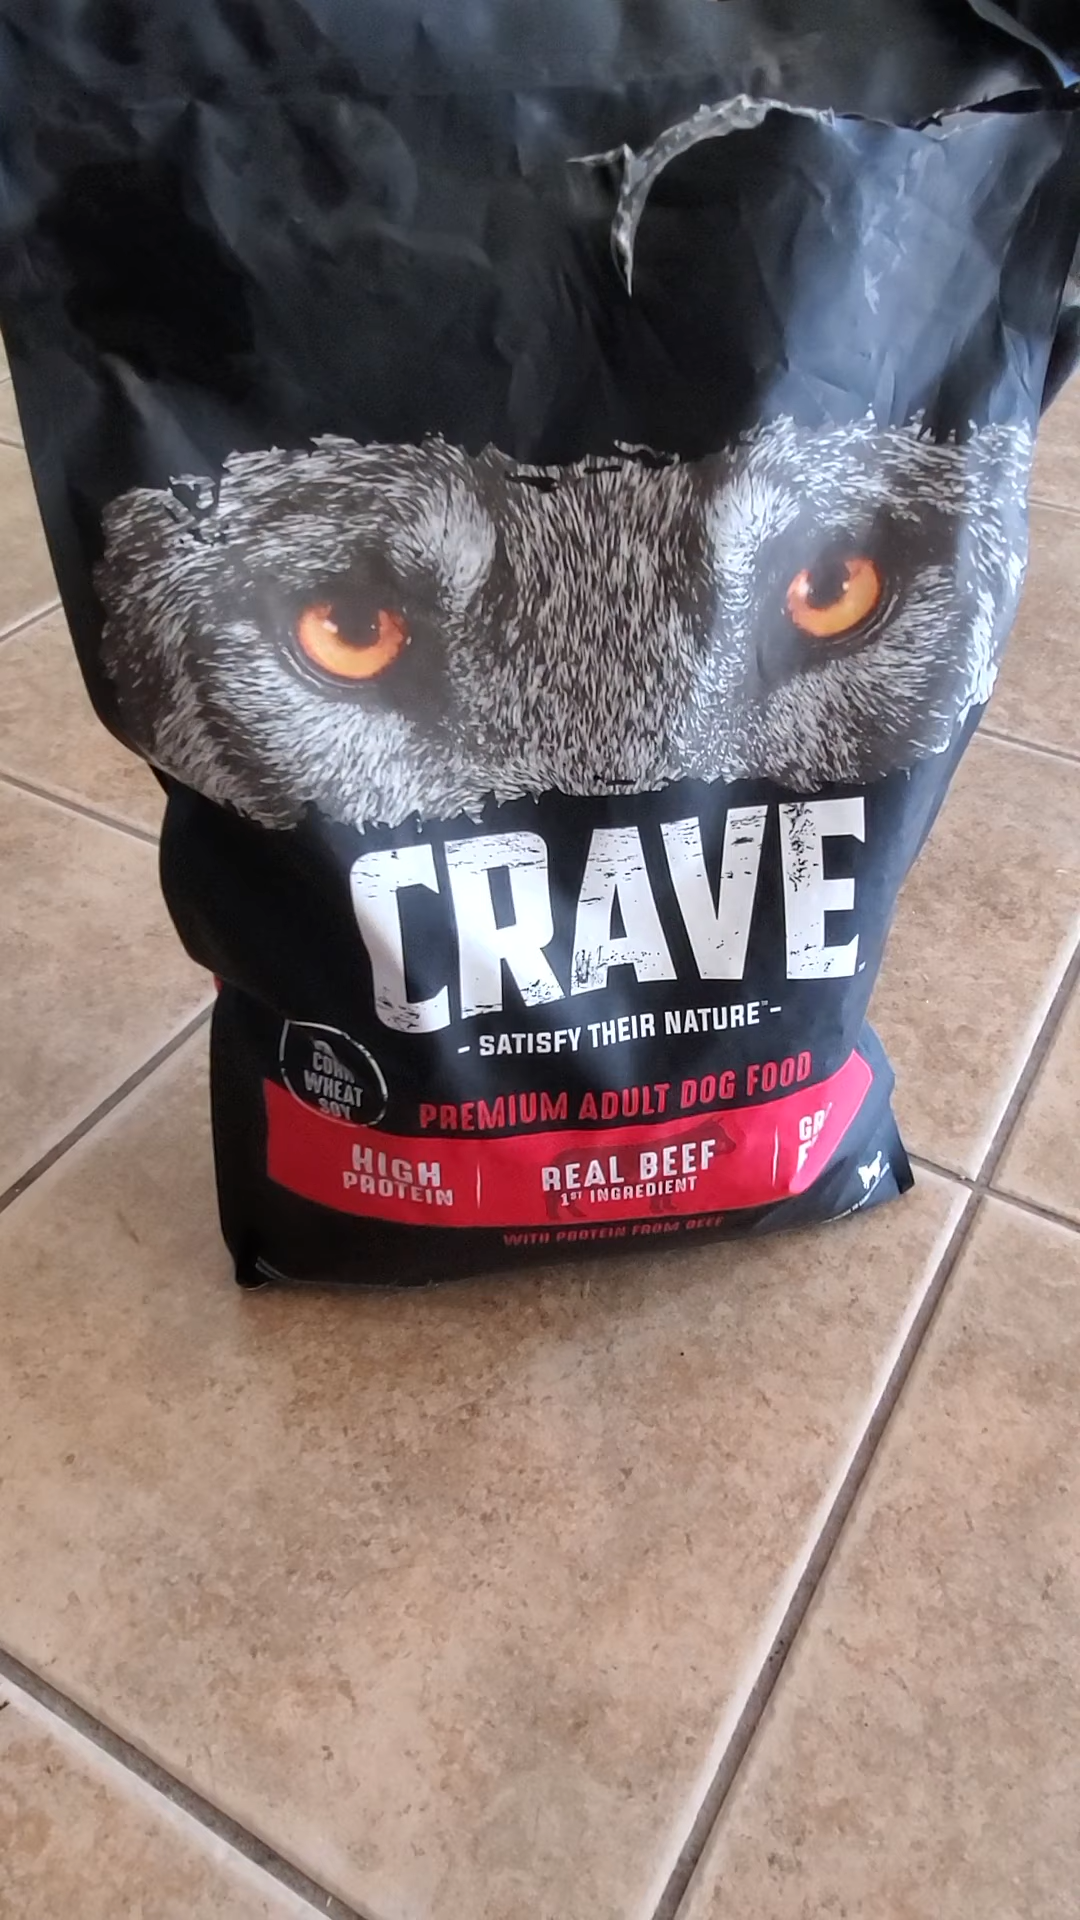 CRAVE
- SATISFY THEIR NATURE™ -
CORN
WHEAT
SOY
PREMIUM ADULT DOG FOOD
HIGH
PROTEIN
REAL BEEF
1ST INGREDIENT
WITH PROTEIN FROM BEEF